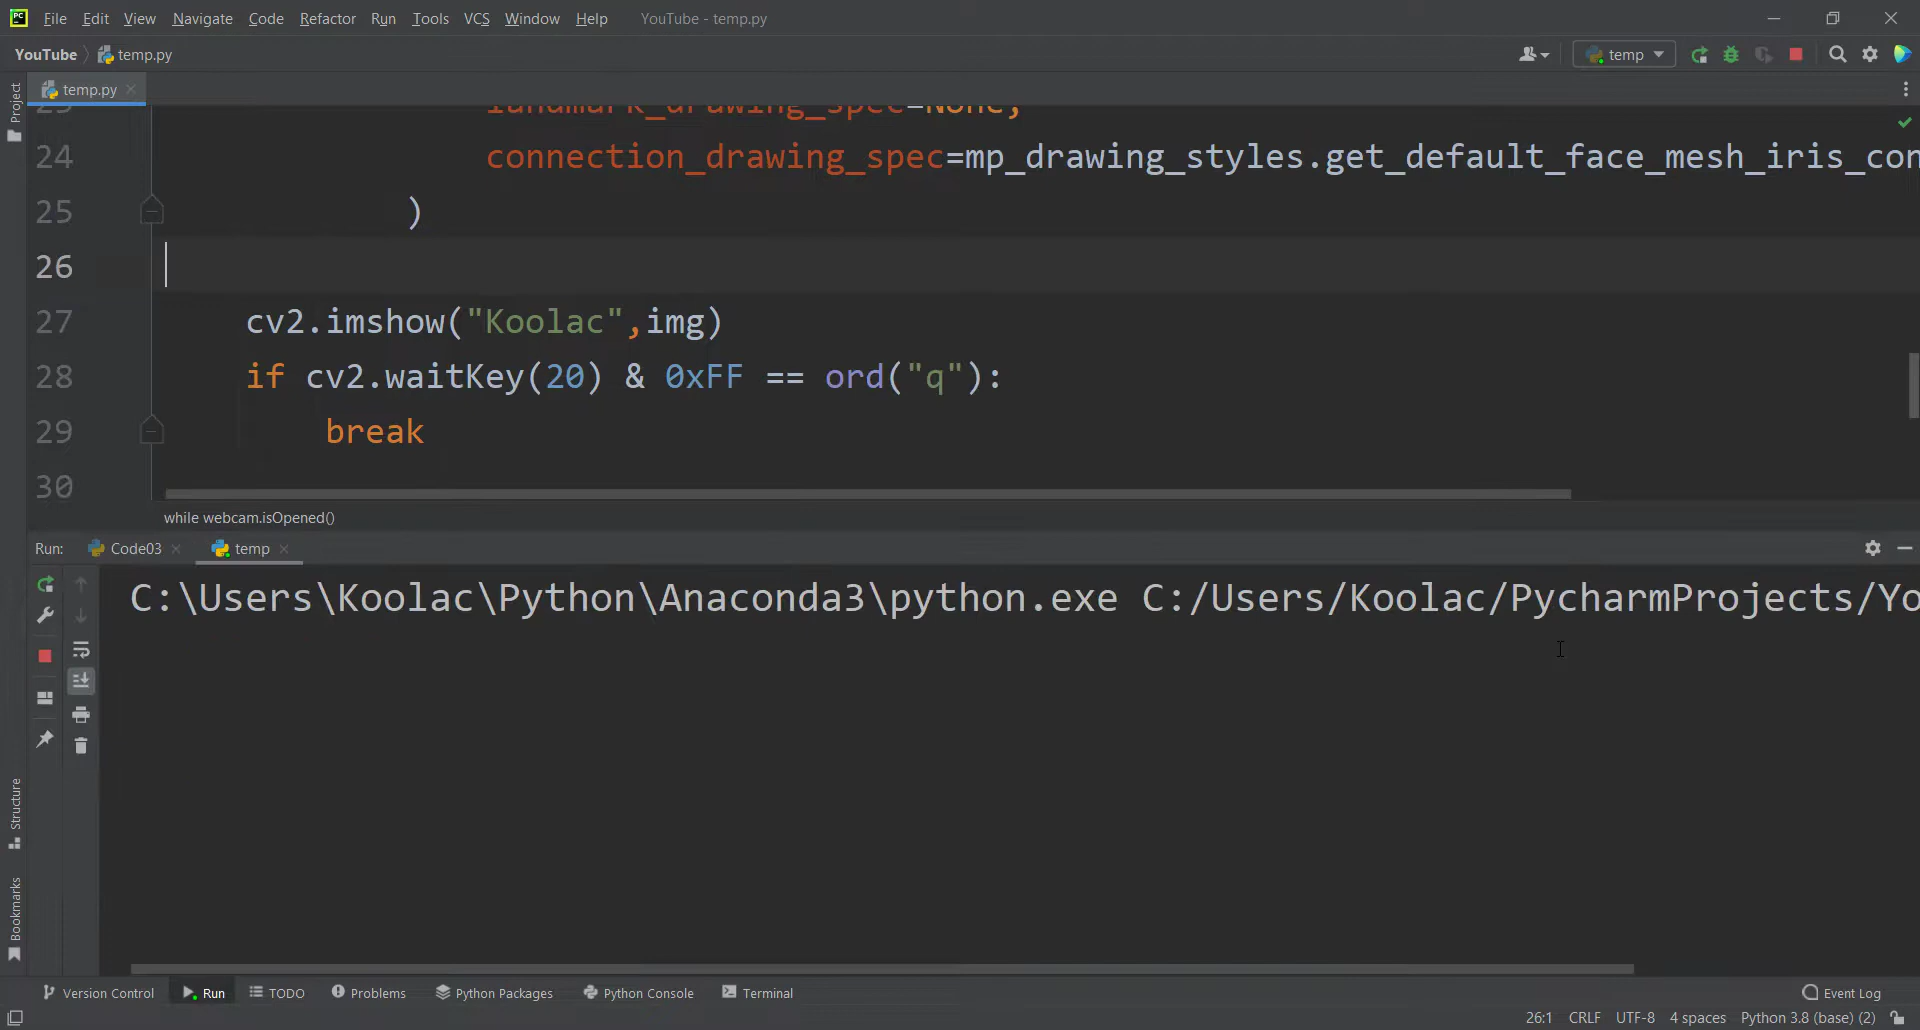 File Edit View Navigate Code Refactor Run Tools VCS Window Help YouTube - temp.py
YouTube temp.py temp
Project
temp.py
23 landmark_drawing_spec=None,
24 connection_drawing_spec=mp_drawing_styles.get_default_face_mesh_iris_con
25 )
26
27 cv2.imshow("Koolac",img)
28 if cv2.waitKey(20) & 0xFF == ord("q"):
29 break
30
while webcam.isOpened()
Run: Code03 temp
C:\Users\Koolac\Python\Anaconda3\python.exe C:/Users/Koolac/PycharmProjects/Yo
Structure
Bookmarks
Version Control Run TODO Problems Python Packages Python Console Terminal Event Log
26:1 CRLF UTF-8 4 spaces Python 3.8 (base) (2)